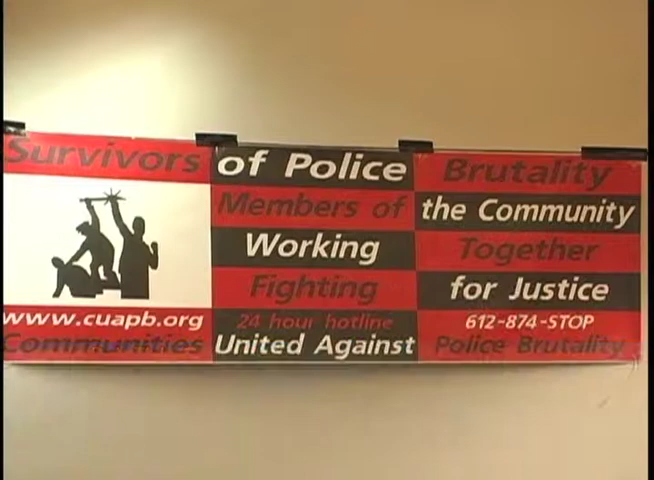 Survivors of Police Brutality
Members of the Community
Working Together
Fighting for Justice
www.cuapb.org 24 hour hotline 612-874-STOP
Communities United Against Police Brutality